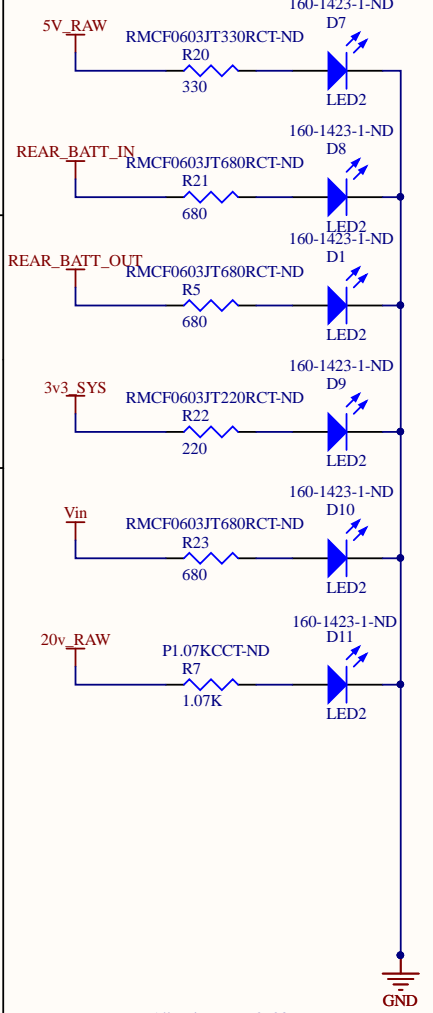 160-1423-1-ND
D7
5V_RAW
RMCF0603JT330RCT-ND
R20
330
LED2
160-1423-1-ND
D8
REAR_BATT_IN
RMCF0603JT680RCT-ND
R21
680
LED2
160-1423-1-ND
D1
REAR_BATT_OUT
RMCF0603JT680RCT-ND
R5
680
LED2
160-1423-1-ND
D9
3v3_SYS
RMCF0603JT220RCT-ND
R22
220
LED2
160-1423-1-ND
D10
Vin
RMCF0603JT680RCT-ND
R23
680
LED2
160-1423-1-ND
D11
20v_RAW
P1.07KCCT-ND
R7
1.07K
LED2
GND